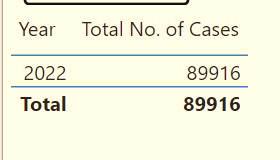 Year Total No. of Cases
2022 89916
Total 89916